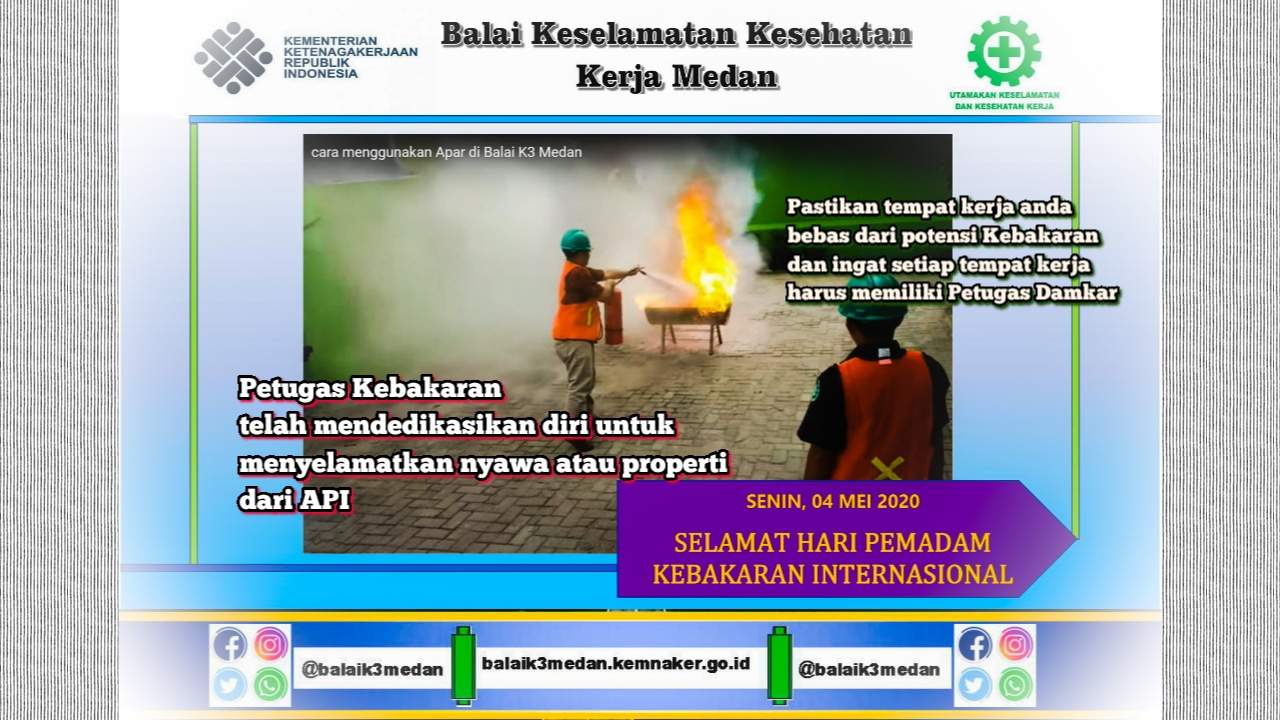 KEMENTERIAN
KETENAGAKERJAAN
REPUBLIK
INDONESIA
Balai Keselamatan Kesehatan
Kerja Medan
UTAMAKAN KESELAMATAN
DAN KESEHATAN KERJA
cara menggunakan Apar di Balai K3 Medan
Pastikan tempat kerja anda
bebas dari potensi Kebakaran
dan ingat setiap tempat kerja
harus memiliki Petugas Damkar
Petugas Kebakaran
telah mendedikasikan diri untuk
menyelamatkan nyawa atau properti
dari API
SENIN, 04 MEI 2020
SELAMAT HARI PEMADAM
KEBAKARAN INTERNASIONAL
@balaik3medan
balaik3medan.kemnaker.go.id
@balaik3medan